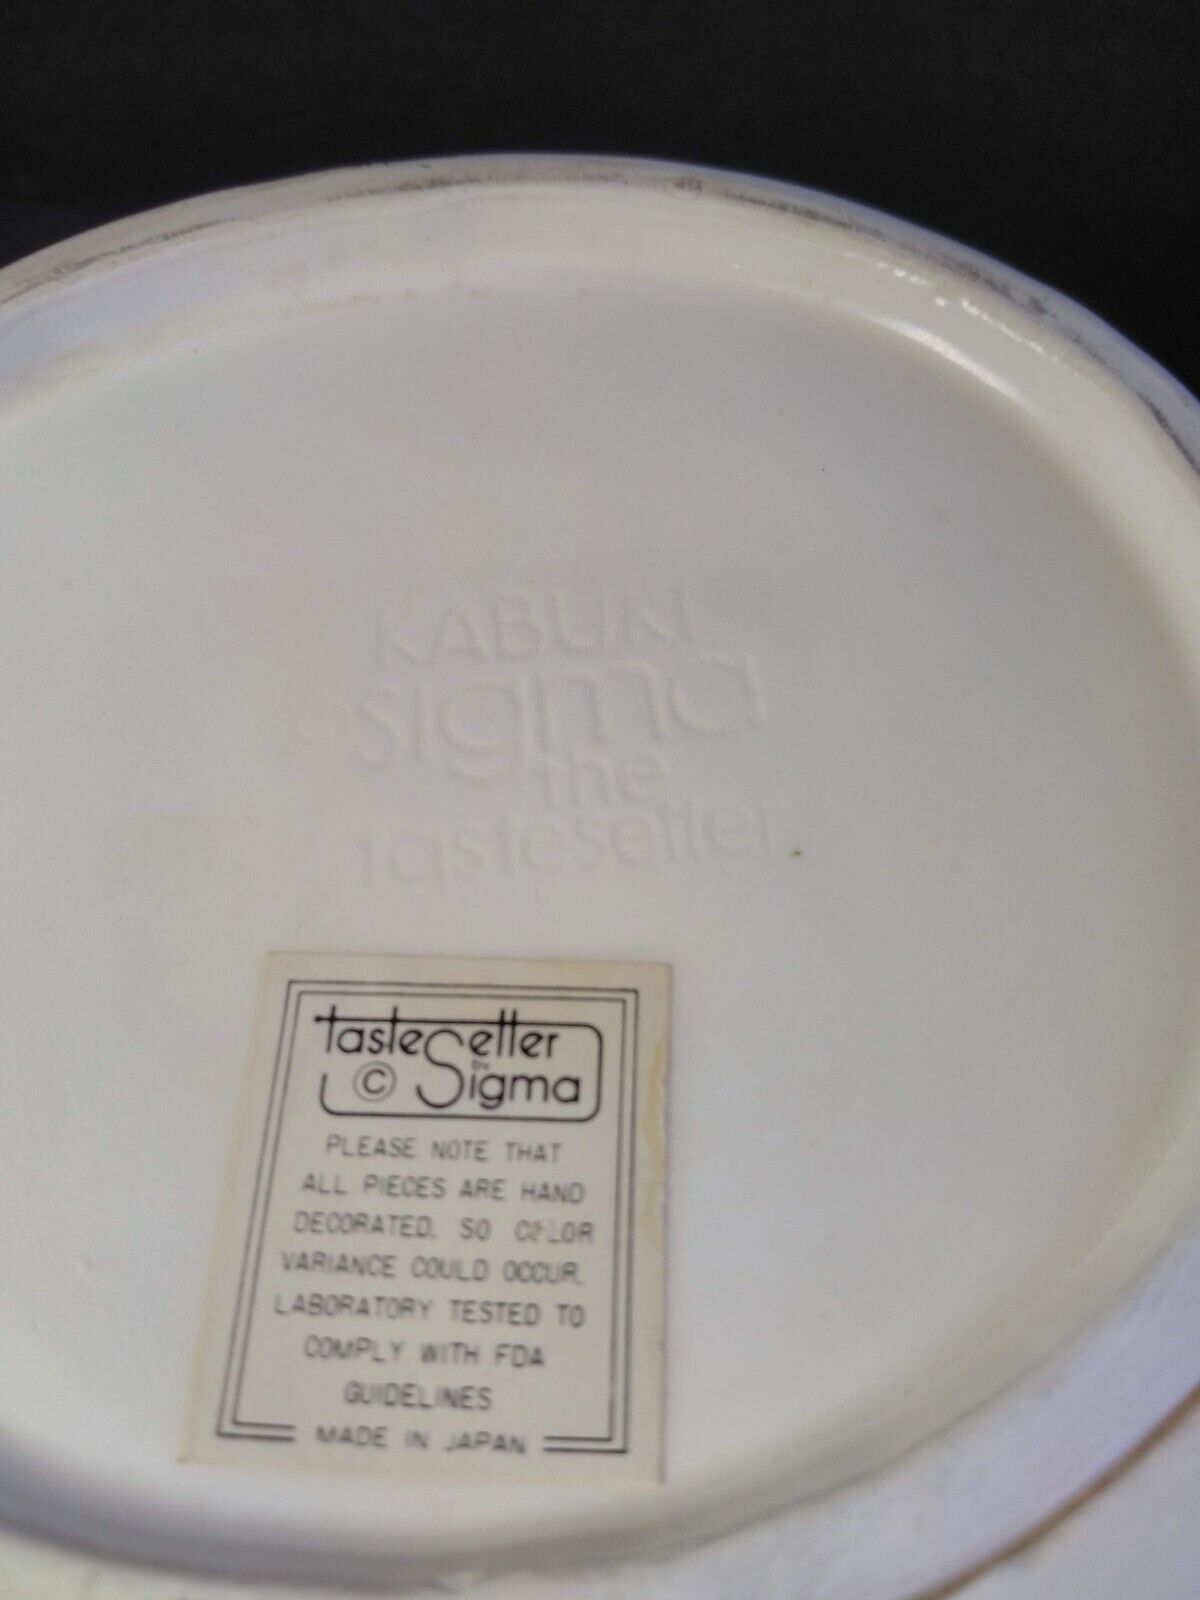 KABUKI
© sigma
the
tastesetter
tasteSetter
BY
© Sigma
PLEASE NOTE THAT
ALL PIECES ARE HAND
DECORATED, SO COLOR
VARIANCE COULD OCCUR.
LABORATORY TESTED TO
COMPLY WITH FDA
GUIDELINES
MADE IN JAPAN